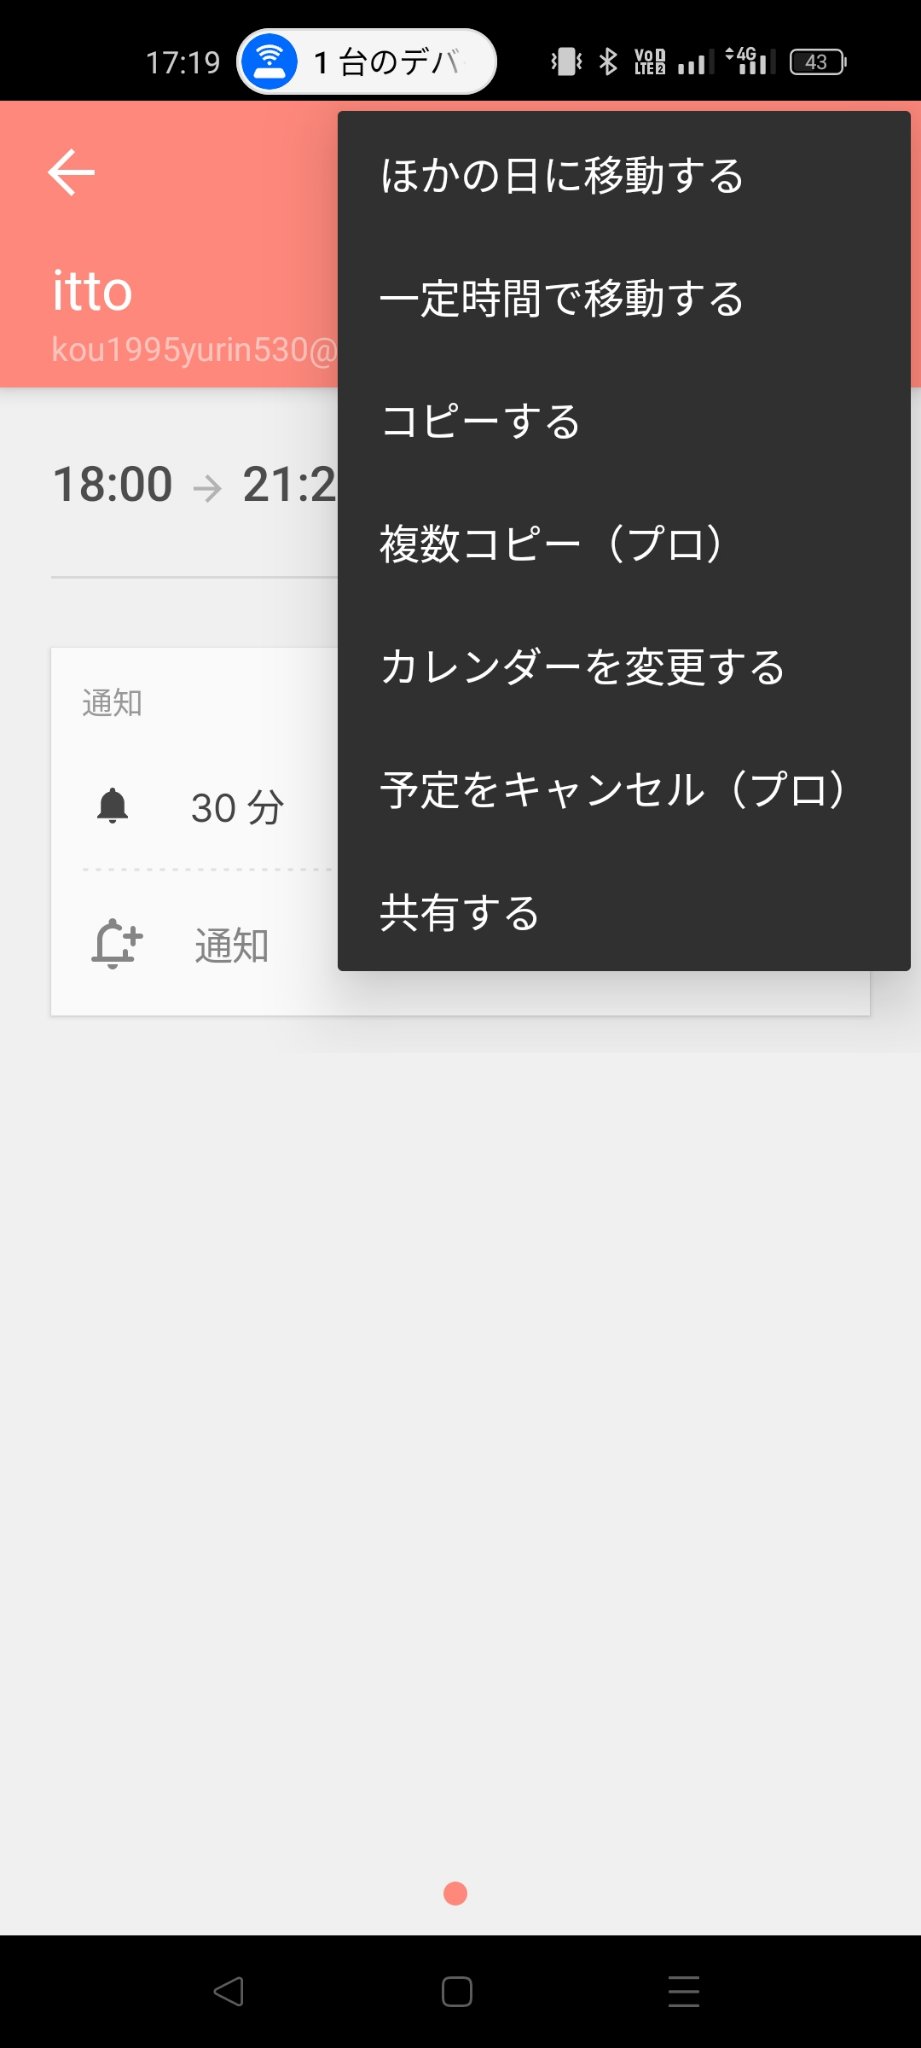 17:19 1 台のデバ VoD LTE2 4G 43
ほかの日に移動する
一定時間で移動する
コピーする
複数コピー（プロ）
カレンダーを変更する
予定をキャンセル（プロ）
共有する
itto
kou1995yurin530@
18:00 → 21:2
通知
30 分
通知